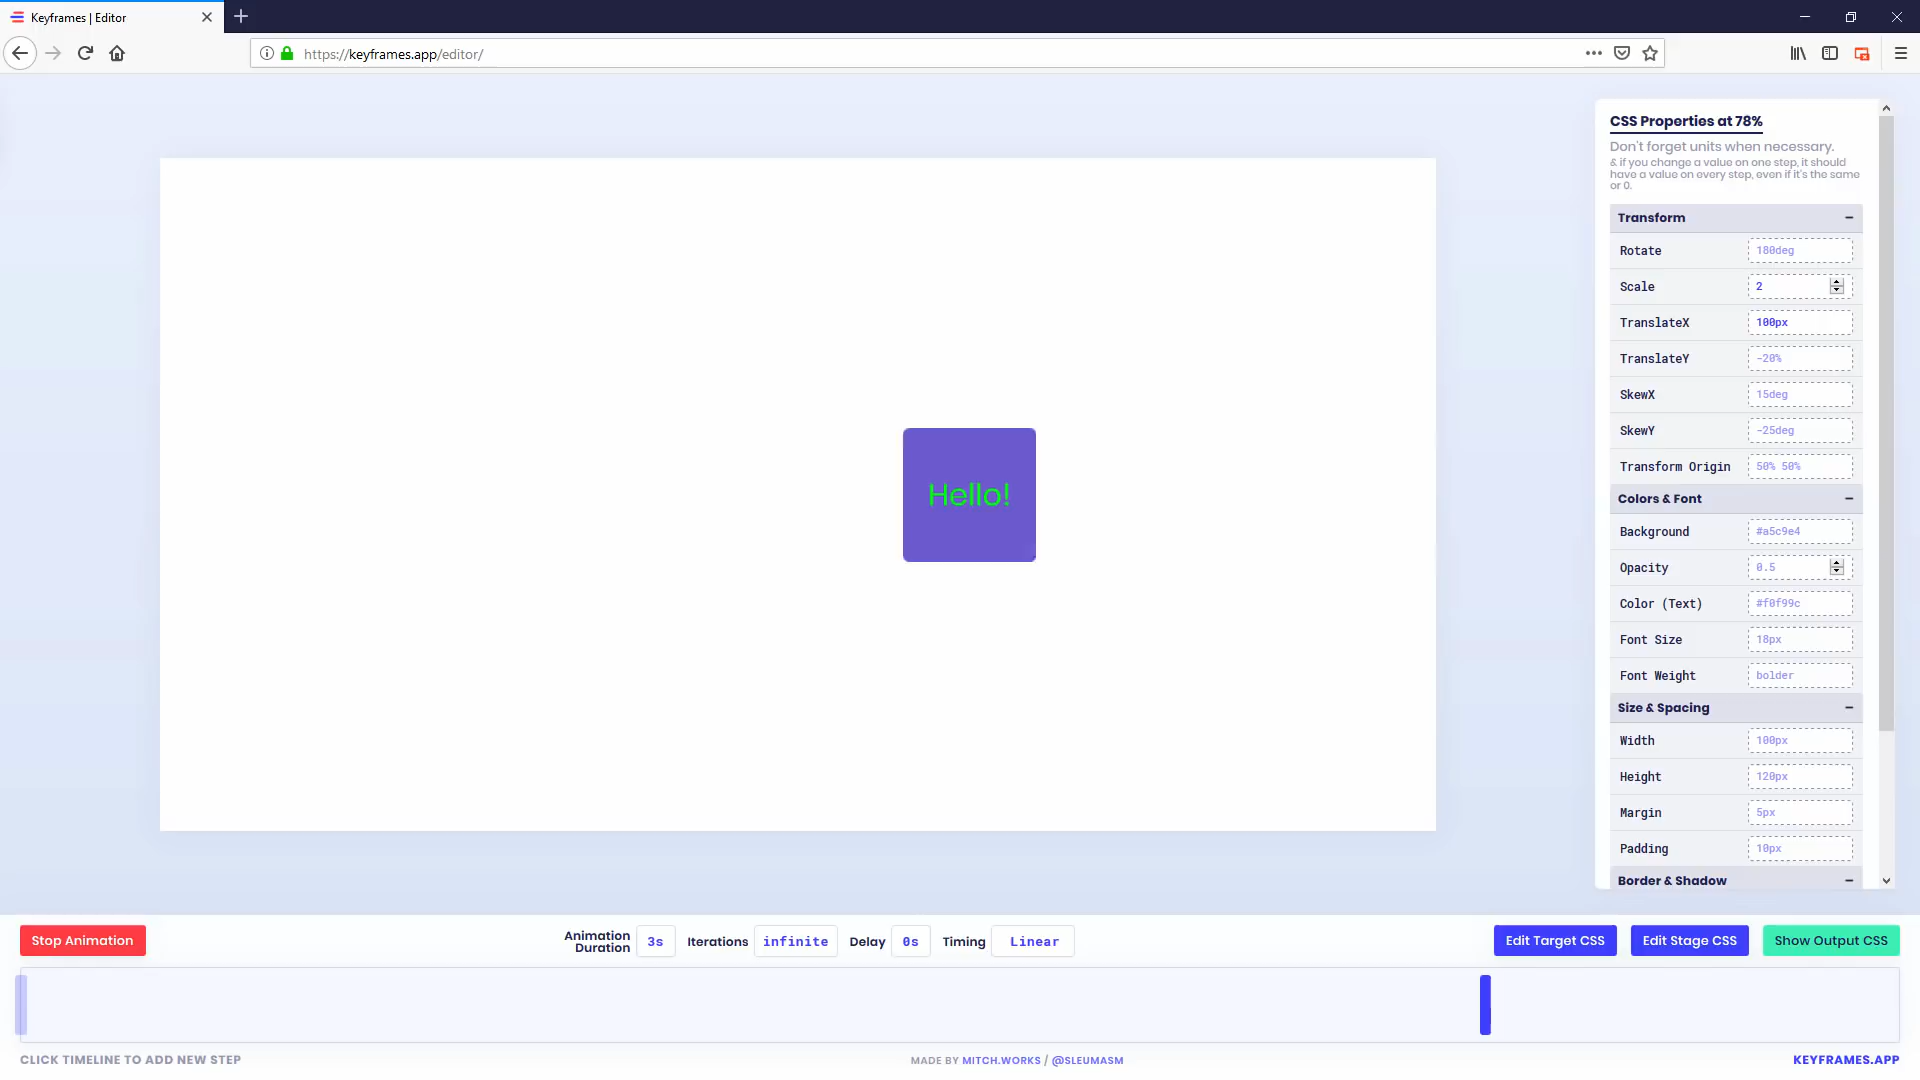 Keyframes | Editor
https://keyframes.app/editor/
CSS Properties at 78%
Don't forget units when necessary.
& if you change a value on one step, it should
have a value on every step, even if it's the same
or 0.
Transform
Rotate 180deg
Scale 2
TranslateX 100px
TranslateY -20%
SkewX 15deg
SkewY -25deg
Transform Origin 50% 50%
Colors & Font
Background #a5c9e4
Opacity 0.5
Color (Text) #f0f99c
Font Size 18px
Font Weight bolder
Size & Spacing
Width 100px
Height 120px
Margin 5px
Padding 10px
Border & Shadow
Hello!
Stop Animation
Animation
Duration 3s
Iterations infinite
Delay 0s
Timing Linear
Edit Target CSS
Edit Stage CSS
Show Output CSS
CLICK TIMELINE TO ADD NEW STEP
MADE BY MITCH.WORKS / @SLEUMASM
KEYFRAMES.APP